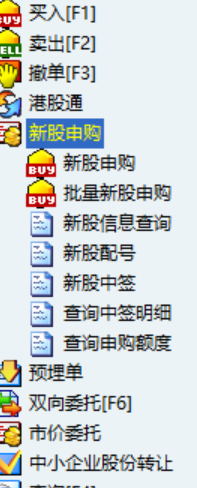 买入[F1]
卖出[F2]
撤单[F3]
港股通
新股申购
BUY 新股申购
BUY 批量新股申购
新股信息查询
新股配号
新股中签
查询中签明细
查询申购额度
预埋单
双向委托[F6]
市价委托
中小企业股份转让